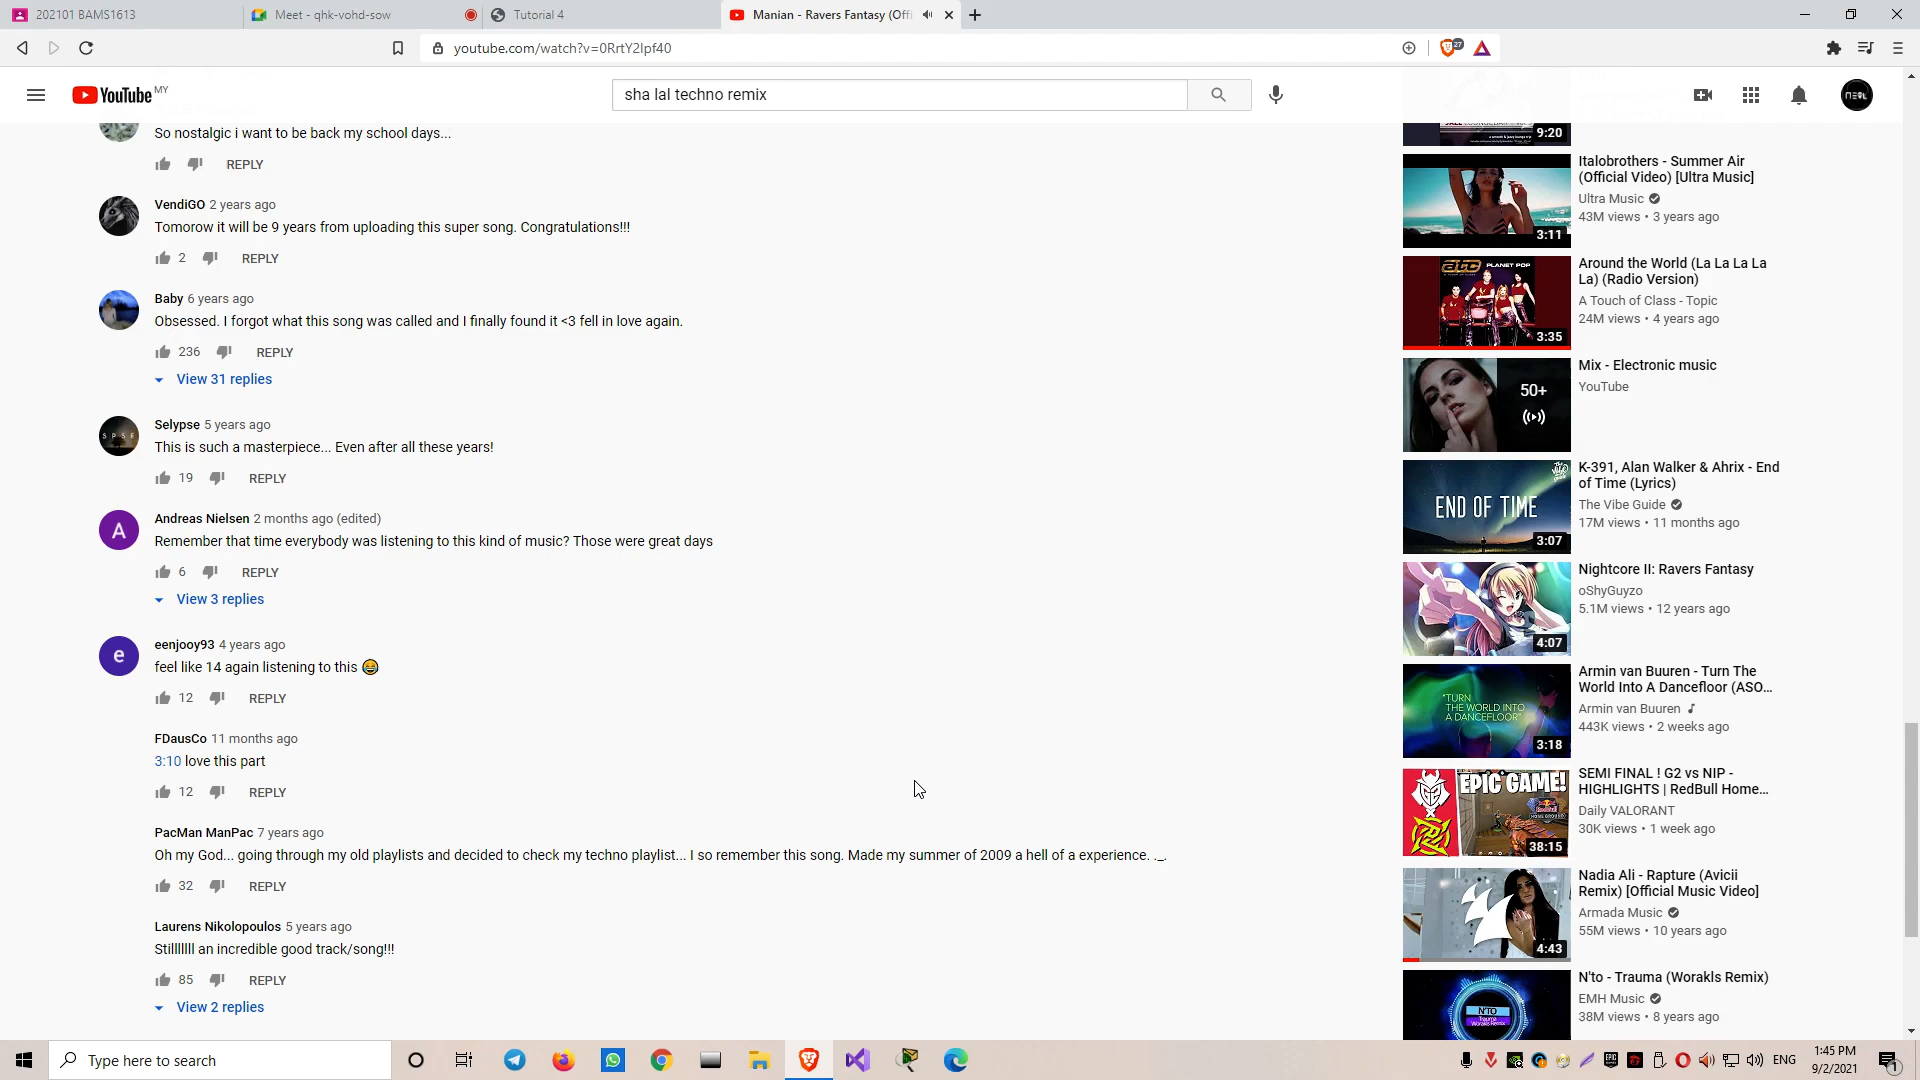 202101 BAMS1613
Meet - qhk-vohd-sow
Tutorial 4
Manian - Ravers Fantasy (Offi
youtube.com/watch?v=0RrtY2Ipf40
27
YouTube MY
sha lal techno remix
So nostalgic i want to be back my school days...
REPLY
VendiGO 2 years ago
Tomorow it will be 9 years from uploading this super song. Congratulations!!!
2 REPLY
Baby 6 years ago
Obsessed. I forgot what this song was called and I finally found it <3 fell in love again.
236 REPLY
View 31 replies
SPSE
Selypse 5 years ago
This is such a masterpiece... Even after all these years!
19 REPLY
A
Andreas Nielsen 2 months ago (edited)
Remember that time everybody was listening to this kind of music? Those were great days
6 REPLY
View 3 replies
e
eenjooy93 4 years ago
feel like 14 again listening to this 😂
12 REPLY
FDausCo 11 months ago
3:10 love this part
12 REPLY
PacMan ManPac 7 years ago
Oh my God... going through my old playlists and decided to check my techno playlist... I so remember this song. Made my summer of 2009 a hell of a experience. ._.
32 REPLY
Laurens Nikolopoulos 5 years ago
Stilllllll an incredible good track/song!!!
85 REPLY
View 2 replies
9:20
Italobrothers - Summer Air
(Official Video) [Ultra Music]
Ultra Music
43M views • 3 years ago
3:11
atc PLANET POP
Around the World (La La La La
La) (Radio Version)
A Touch of Class - Topic
24M views • 4 years ago
3:35
50+
Mix - Electronic music
YouTube
END OF TIME
K-391, Alan Walker & Ahrix - End
of Time (Lyrics)
The Vibe Guide
17M views • 11 months ago
3:07
Nightcore II: Ravers Fantasy
oShyGuyzo
5.1M views • 12 years ago
4:07
"TURN
THE WORLD INTO
A DANCEFLOOR"
Armin van Buuren - Turn The
World Into A Dancefloor (ASO...
Armin van Buuren
443K views • 2 weeks ago
3:18
EPIC GAME!
SEMI FINAL ! G2 vs NIP -
HIGHLIGHTS | RedBull Home...
Daily VALORANT
30K views • 1 week ago
38:15
Nadia Ali - Rapture (Avicii
Remix) [Official Music Video]
Armada Music
55M views • 10 years ago
4:43
N'TO
Trauma
Worakls Remix
N'to - Trauma (Worakls Remix)
EMH Music
38M views • 8 years ago
Type here to search
ENG
1:45 PM
9/2/2021
1